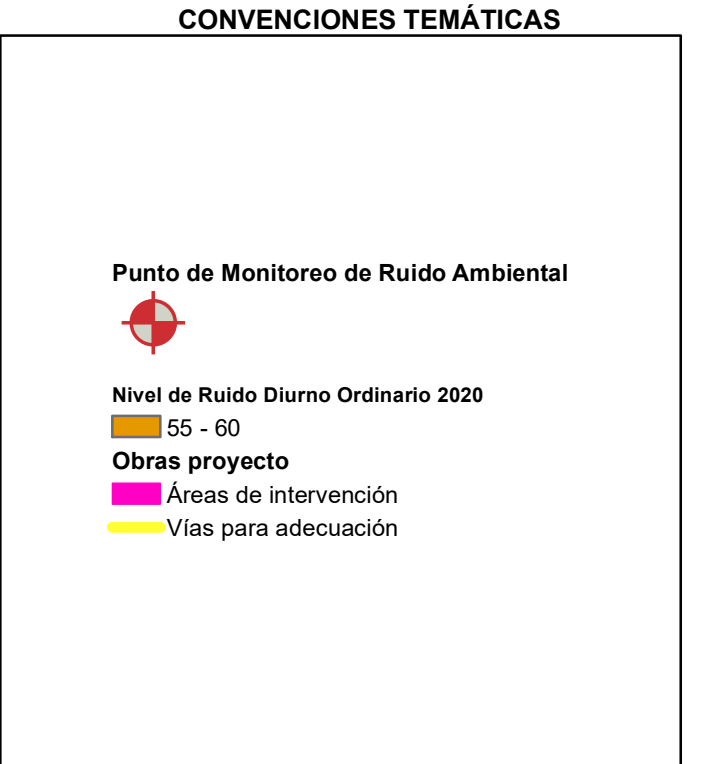 CONVENCIONES TEMÁTICAS
Punto de Monitoreo de Ruido Ambiental
Nivel de Ruido Diurno Ordinario 2020
55 - 60
Obras proyecto
Áreas de intervención
Vías para adecuación